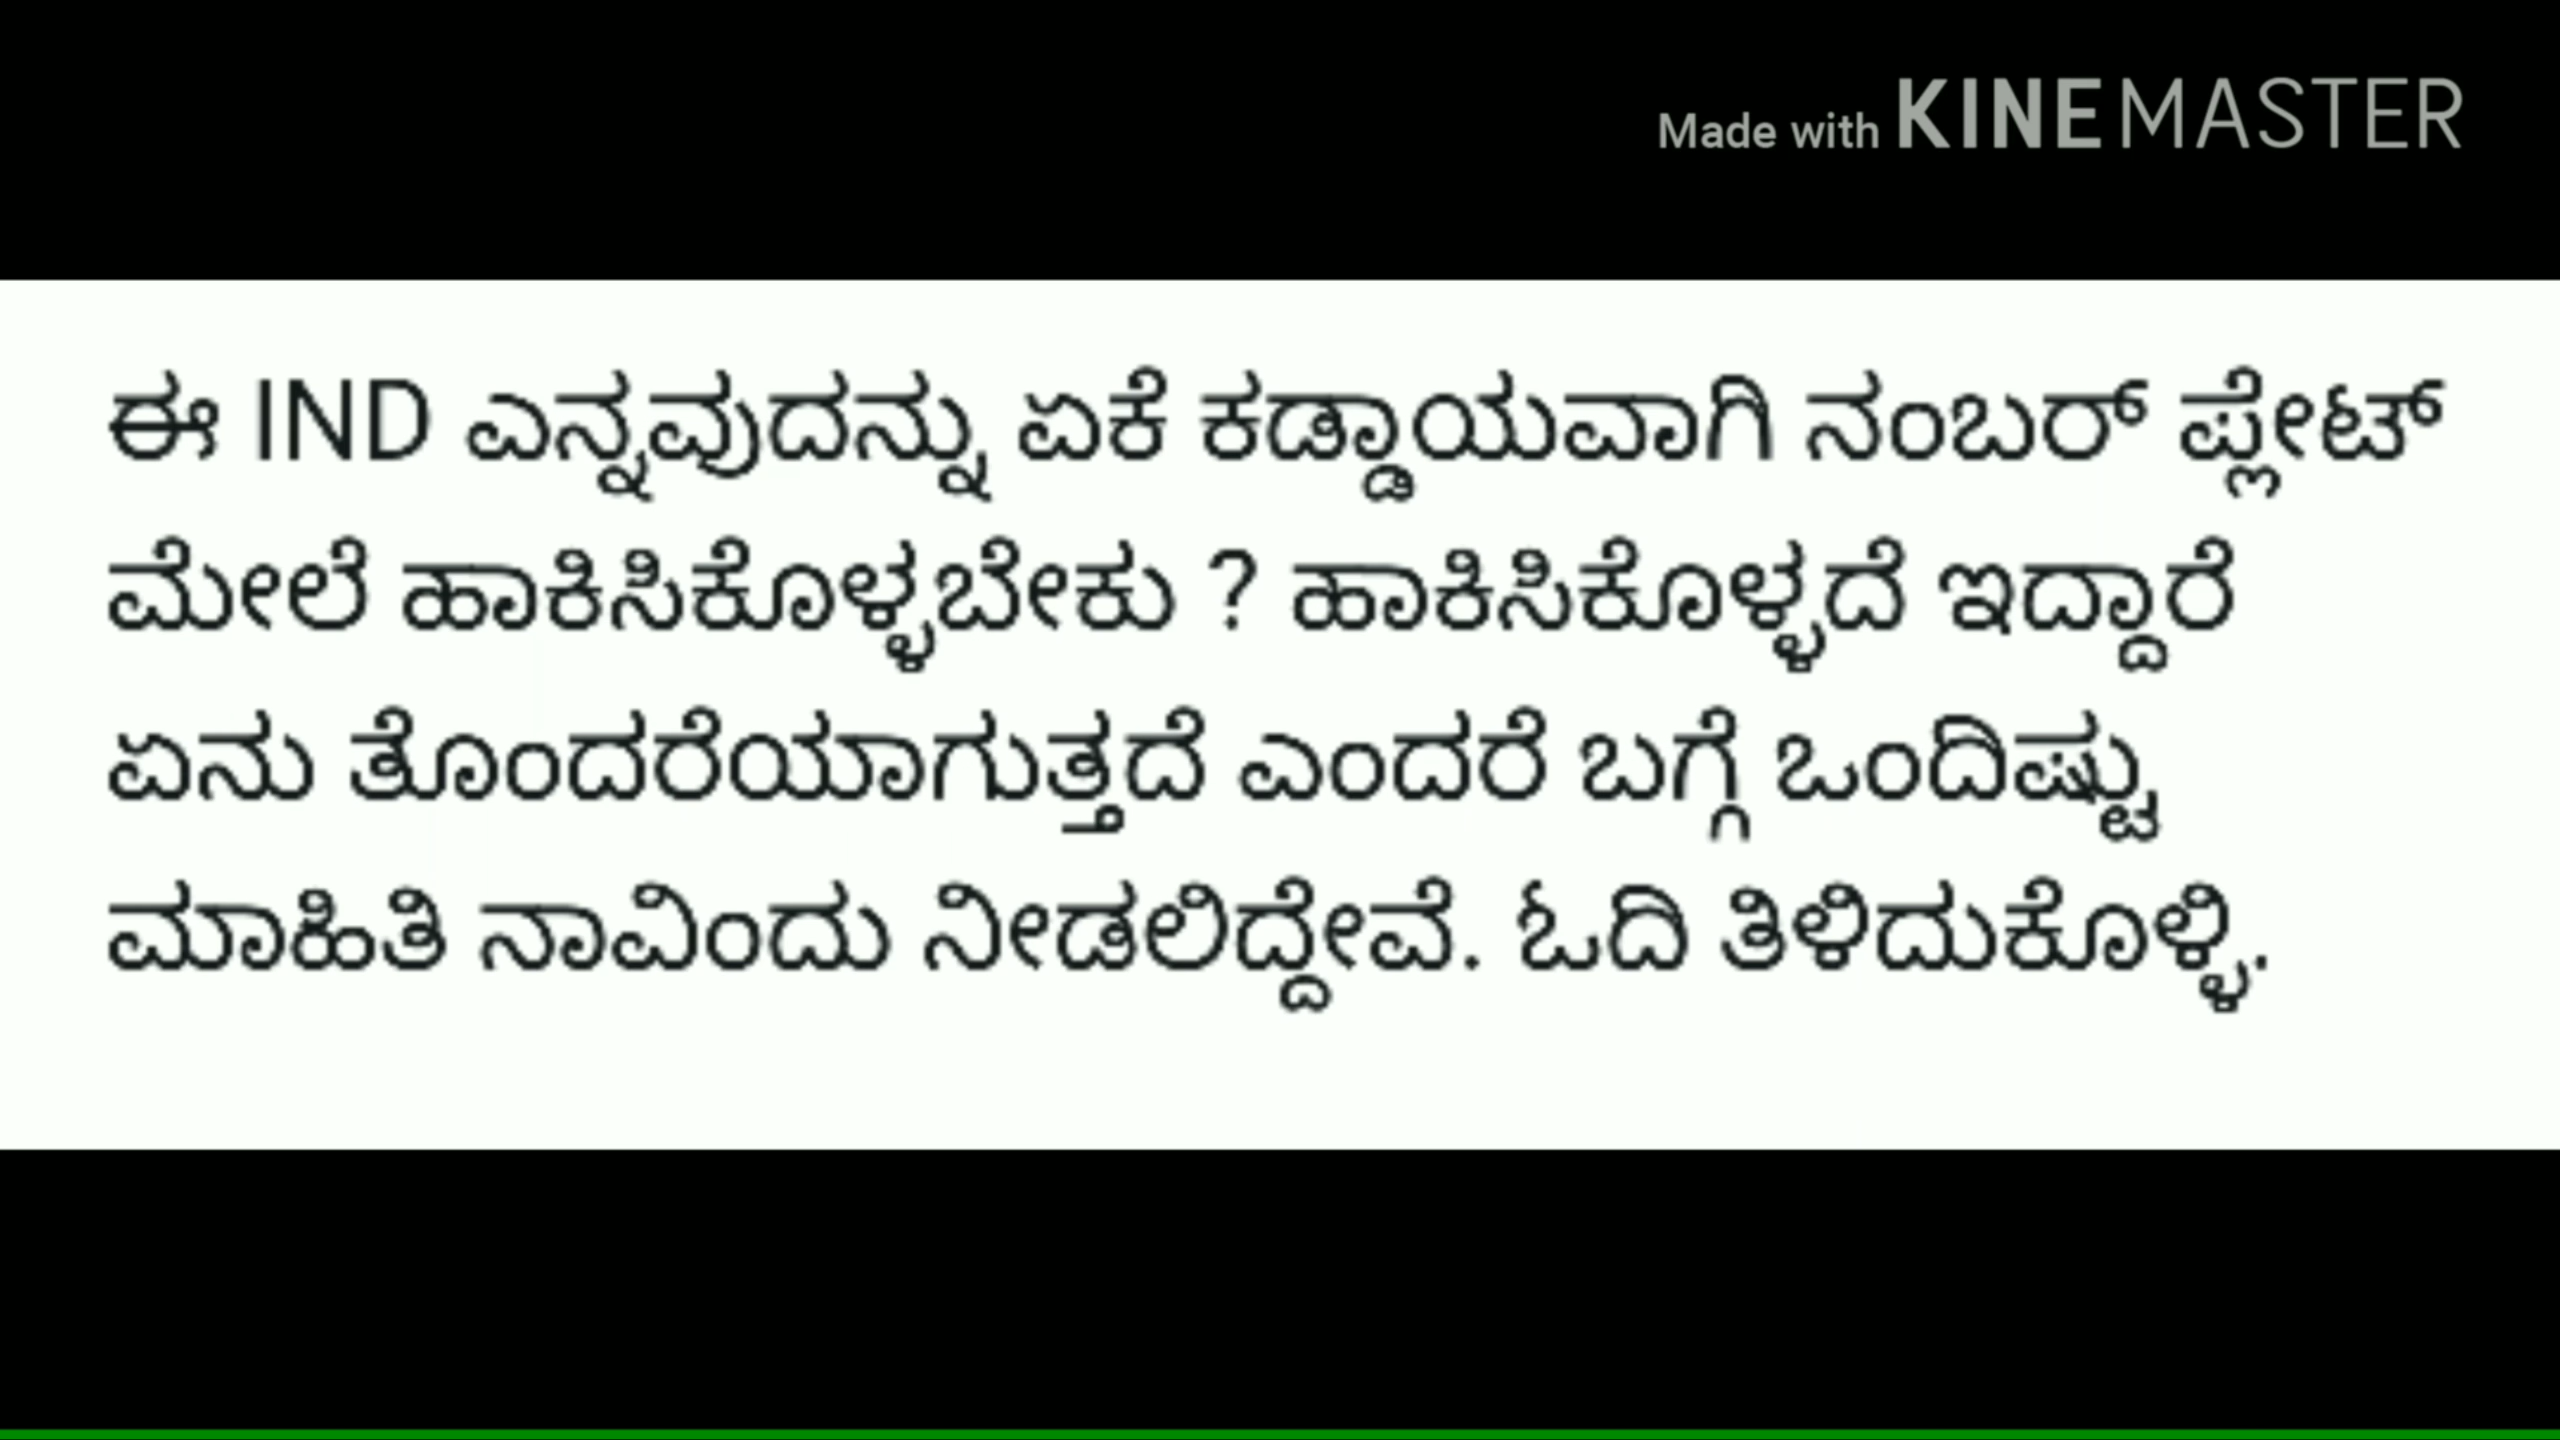 Made with KINEMASTER
ಈ IND ಎನ್ನವುದನ್ನು ಏಕೆ ಕಡ್ಡಾಯವಾಗಿ ನಂಬರ್ ಪ್ಲೇಟ್
ಮೇಲೆ ಹಾಕಿಸಿಕೊಳ್ಳಬೇಕು ? ಹಾಕಿಸಿಕೊಳ್ಳದೆ ಇದ್ದಾರೆ
ಏನು ತೊಂದರೆಯಾಗುತ್ತದೆ ಎಂದರೆ ಬಗ್ಗೆ ಒಂದಿಷ್ಟು
ಮಾಹಿತಿ ನಾವಿಂದು ನೀಡಲಿದ್ದೇವೆ. ಓದಿ ತಿಳಿದುಕೊಳ್ಳಿ.